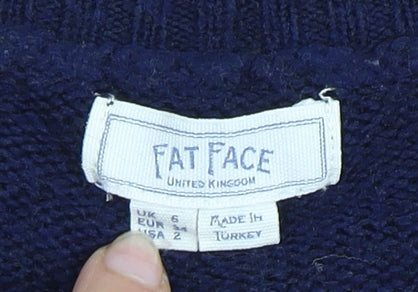 FAT FACE
UNITED KINGDOM
UK 6
EUR 34
USA 2
MADE IN
TURKEY